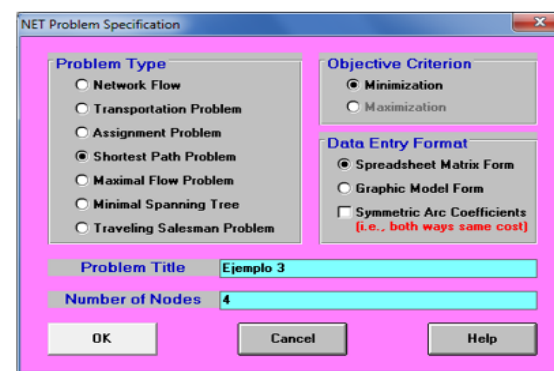 NET Problem Specification
Problem Type
Network Flow
Transportation Problem
Assignment Problem
Shortest Path Problem
Maximal Flow Problem
Minimal Spanning Tree
Traveling Salesman Problem
Objective Criterion
Minimization
Maximization
Data Entry Format
Spreadsheet Matrix Form
Graphic Model Form
Symmetric Arc Coefficients
(i.e., both ways same cost)
Problem Title Ejemplo 3
Number of Nodes 4
OK Cancel Help